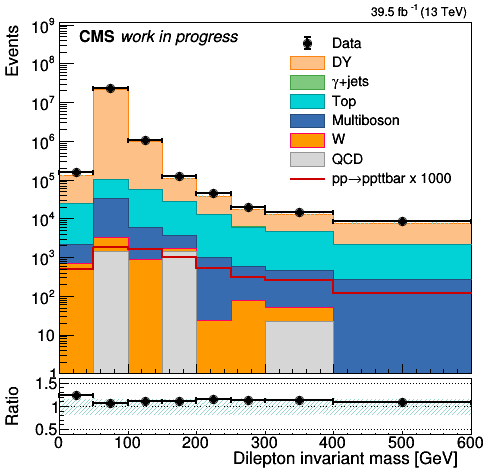 39.5 fb⁻¹ (13 TeV)
CMS work in progress
Events
10⁹
10⁸
10⁷
10⁶
10⁵
10⁴
10³
10²
10
1
Data
DY
γ+jets
Top
Multiboson
W
QCD
pp→ppttbar x 1000
Ratio
1.5
1
0.5
0 100 200 300 400 500 600
Dilepton invariant mass [GeV]